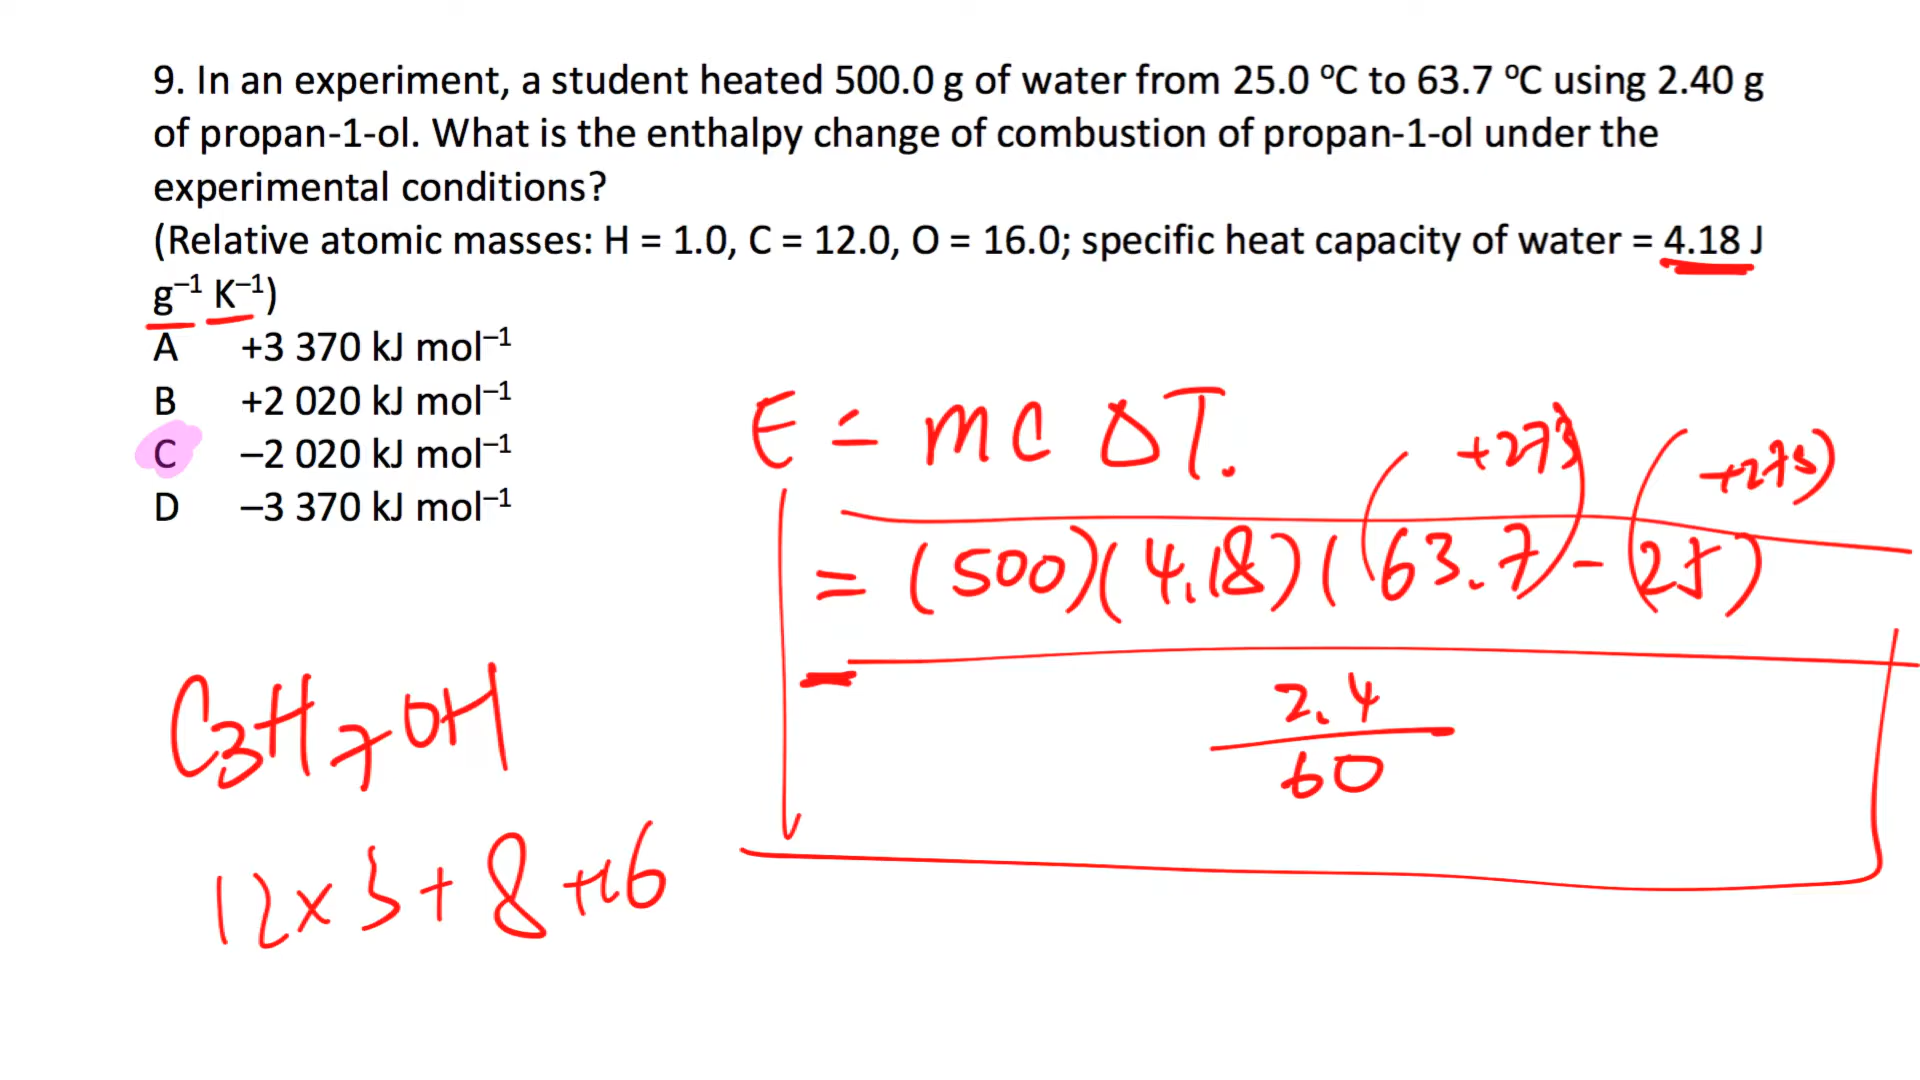 9. In an experiment, a student heated 500.0 g of water from 25.0 ºC to 63.7 ºC using 2.40 g
of propan-1-ol. What is the enthalpy change of combustion of propan-1-ol under the
experimental conditions?
(Relative atomic masses: H = 1.0, C = 12.0, O = 16.0; specific heat capacity of water = 4.18 J
g⁻¹ K⁻¹)
A +3 370 kJ mol⁻¹
B +2 020 kJ mol⁻¹
C –2 020 kJ mol⁻¹
D –3 370 kJ mol⁻¹
E = mc ΔT.
+273) +273)
= (500)(4.18)((63.7) - (25)
2.4
60
C₃H₇OH
12x3+8+16